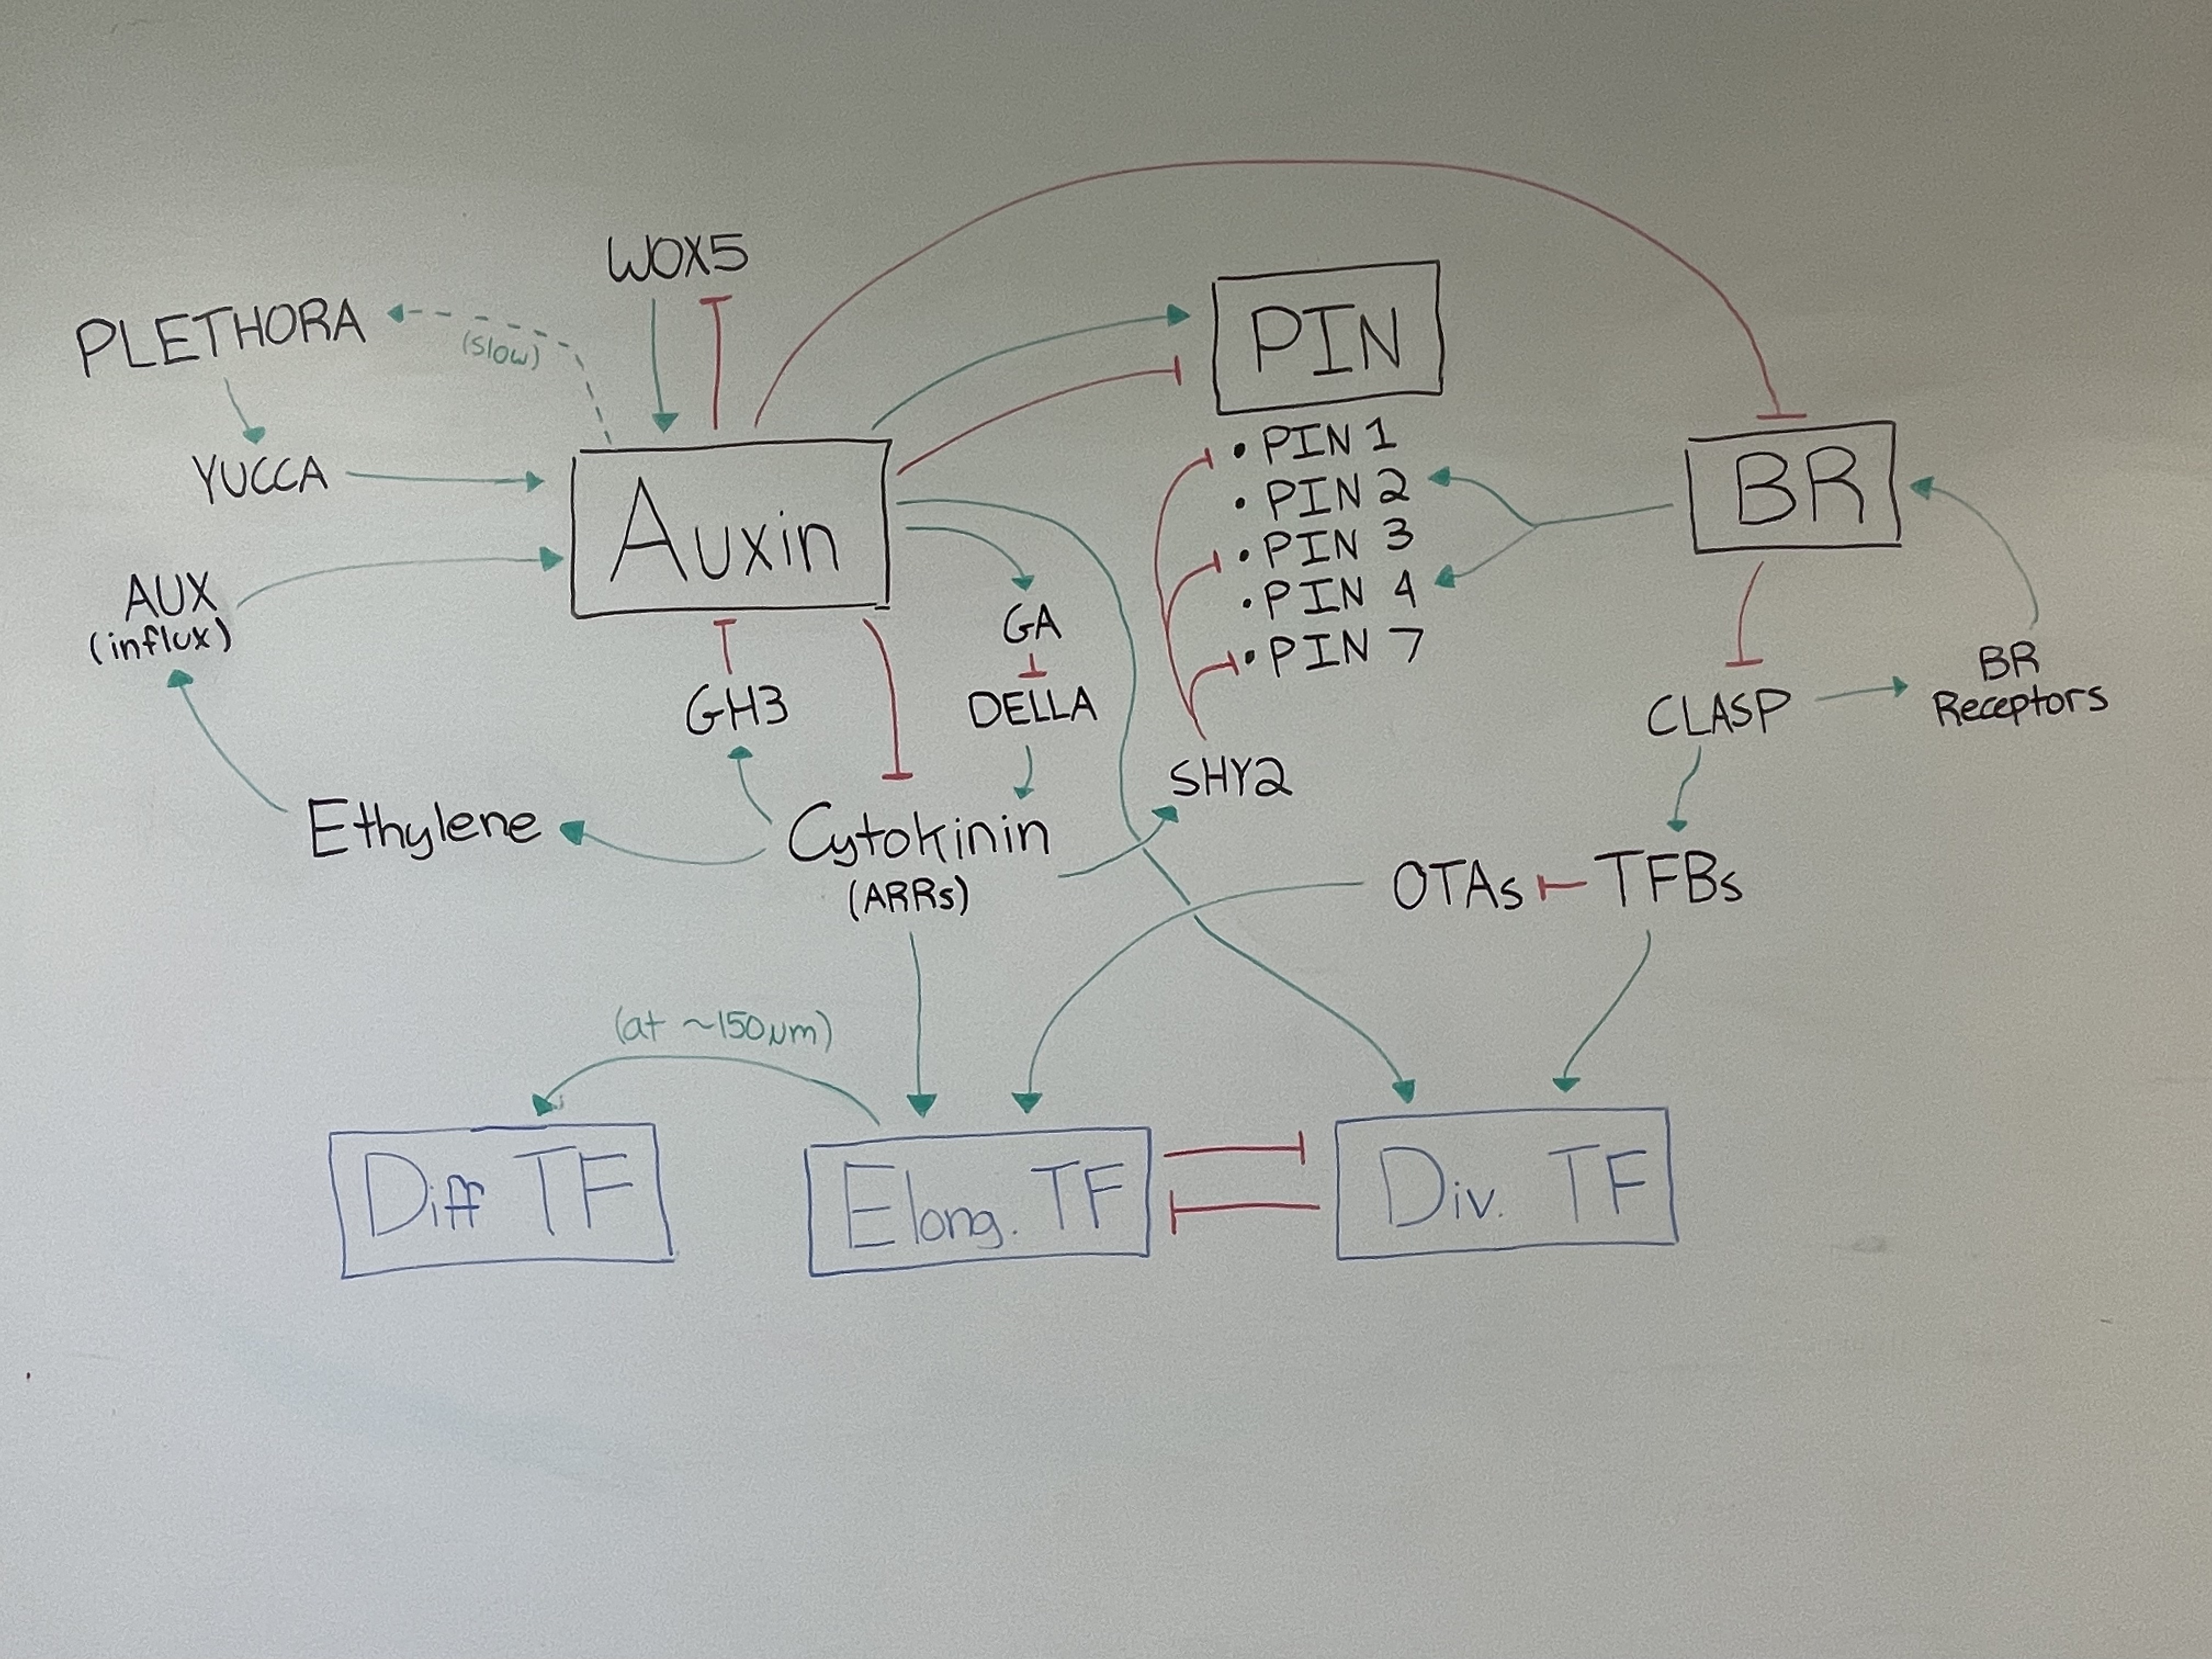 WOX5
PLETHORA
(slow)
PIN
YUCCA
Auxin
• PIN 1
• PIN 2
• PIN 3
• PIN 4
• PIN 7
BR
AUX
(influx)
GA
GH3
DELLA
BR
Receptors
CLASP
SHY2
Ethylene
Cytokinin
(ARRs)
OTAs
TFBs
(at ~150μm)
Diff TF
Elong. TF
Div. TF